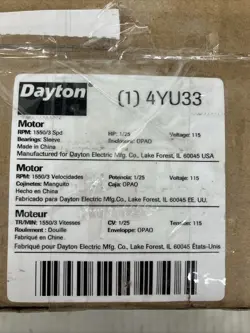 Dayton
(1) 4YU33
Motor
RPM: 1550/3 Spd HP: 1/25 Voltage: 115
Bearings: Sleeve Enclosure: OPAO
Made in China
Manufactured for Dayton Electric Mfg. Co., Lake Forest, IL 60045 USA
Motor
RPM: 1550/3 Velocidades Potencia: 1/25 Voltaje: 115
Cojinetes: Manguito Caja: OPAO
Hecho en China
Fabricado para Dayton Electric Mfg. Co., Lake Forest, IL 60045 EE. UU.
Moteur
TR/MIN: 1550/3 Vitesses CV: 1/25 Tension: 115
Roulement: Douille Enveloppe: OPAO
Fabriqué en Chine
Fabriqué pour Dayton Electric Mfg. Co., Lake Forest, IL 60045 États-Unis